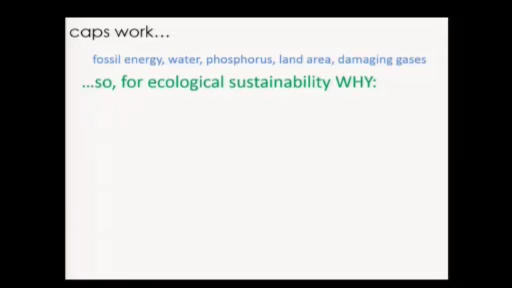 caps work...
fossil energy, water, phosphorus, land area, damaging gases
...so, for ecological sustainability WHY: